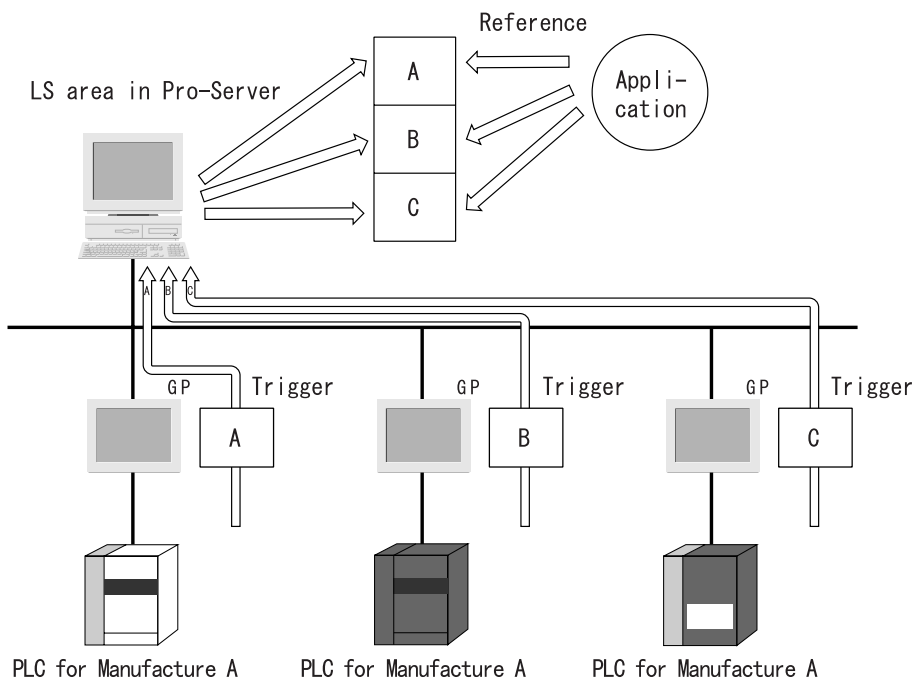 Reference
LS area in Pro-Server
A
B
C
Appli-
cation
A
B
C
GP
Trigger
GP
Trigger
GP
Trigger
A
B
C
PLC for Manufacture A
PLC for Manufacture A
PLC for Manufacture A